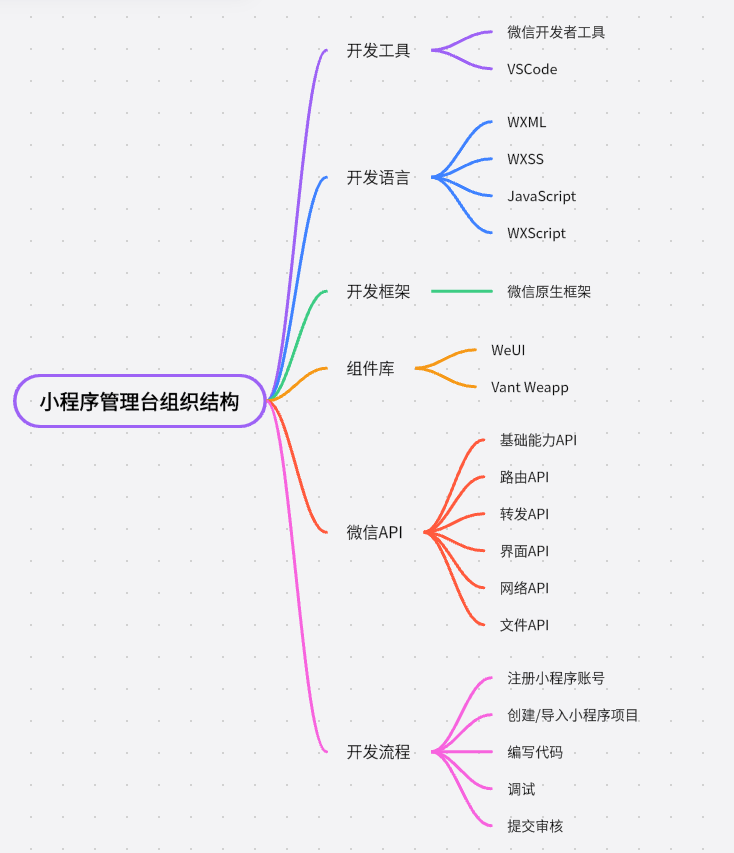 小程序管理台组织结构
开发工具
微信开发者工具
VSCode
开发语言
WXML
WXSS
JavaScript
WXScript
开发框架
微信原生框架
组件库
WeUI
Vant Weapp
微信API
基础能力API
路由API
转发API
界面API
网络API
文件API
开发流程
注册小程序账号
创建/导入小程序项目
编写代码
调试
提交审核